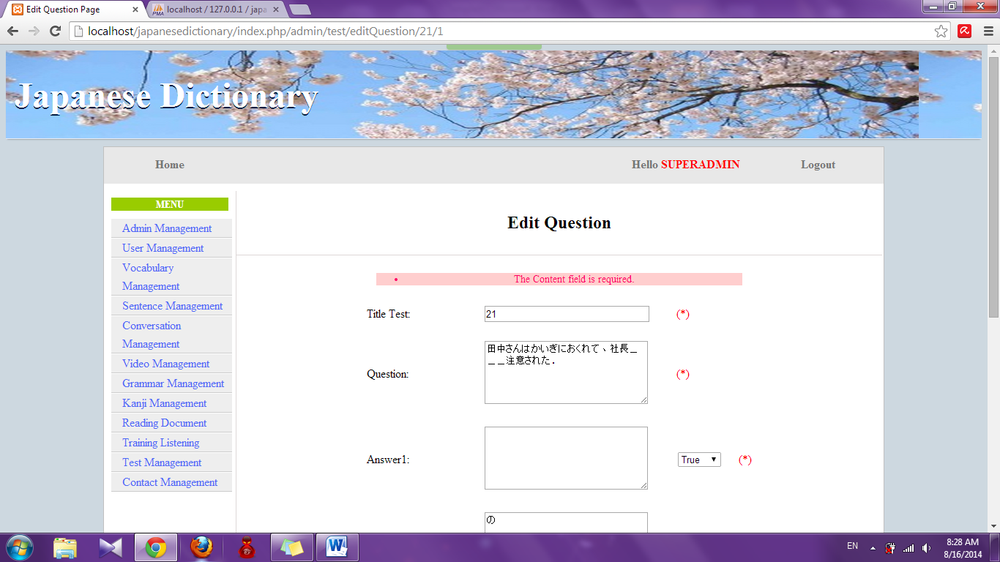 Edit Question Page
localhost / 127.0.0.1 / japa
localhost/japanesedictionary/index.php/admin/test/editQuestion/21/1
Japanese Dictionary
Home
Hello SUPERADMIN
Logout
MENU
Admin Management
User Management
Vocabulary
Management
Sentence Management
Conversation
Management
Video Management
Grammar Management
Kanji Management
Reading Document
Training Listening
Test Management
Contact Management
Edit Question
• The Content field is required.
Title Test: 21 (*)
Question:
田中さんはかいぎにおくれて、社長＿
＿＿注意された.
(*)
Answer1: True (*)
の
EN
8:28 AM
8/16/2014